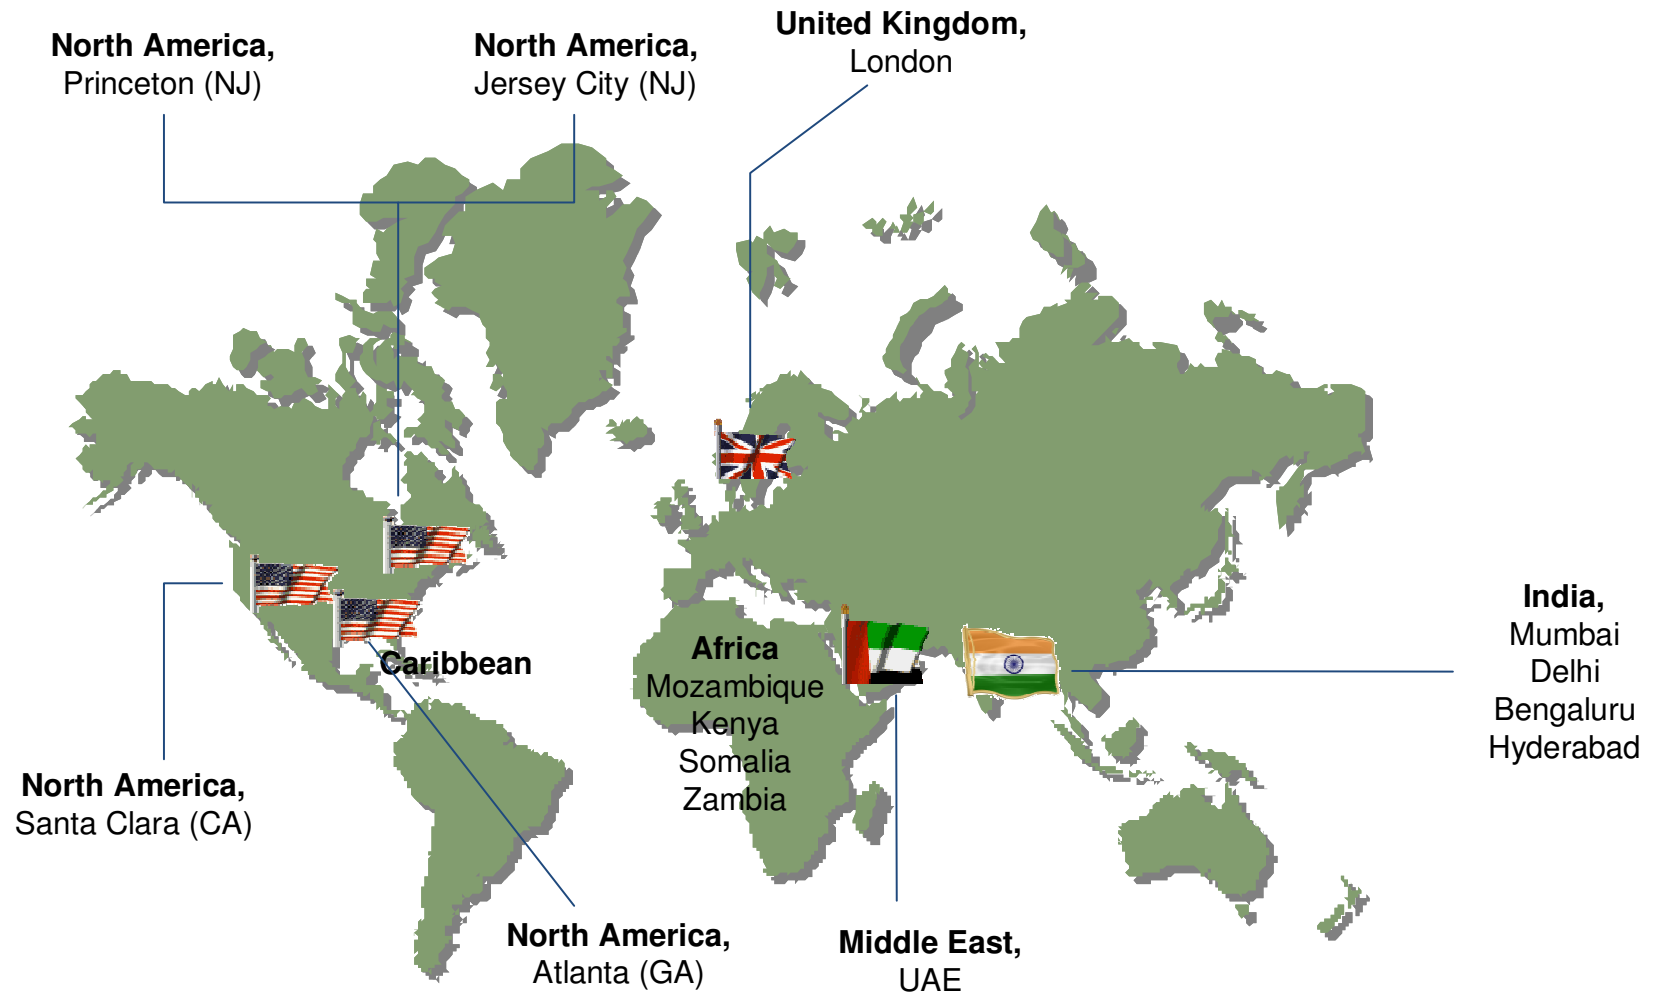 North America,
Princeton (NJ)
North America,
Jersey City (NJ)
United Kingdom,
London
Caribbean
Africa
Mozambique
Kenya
Somalia
Zambia
India,
Mumbai
Delhi
Bengaluru
Hyderabad
North America,
Santa Clara (CA)
North America,
Atlanta (GA)
Middle East,
UAE